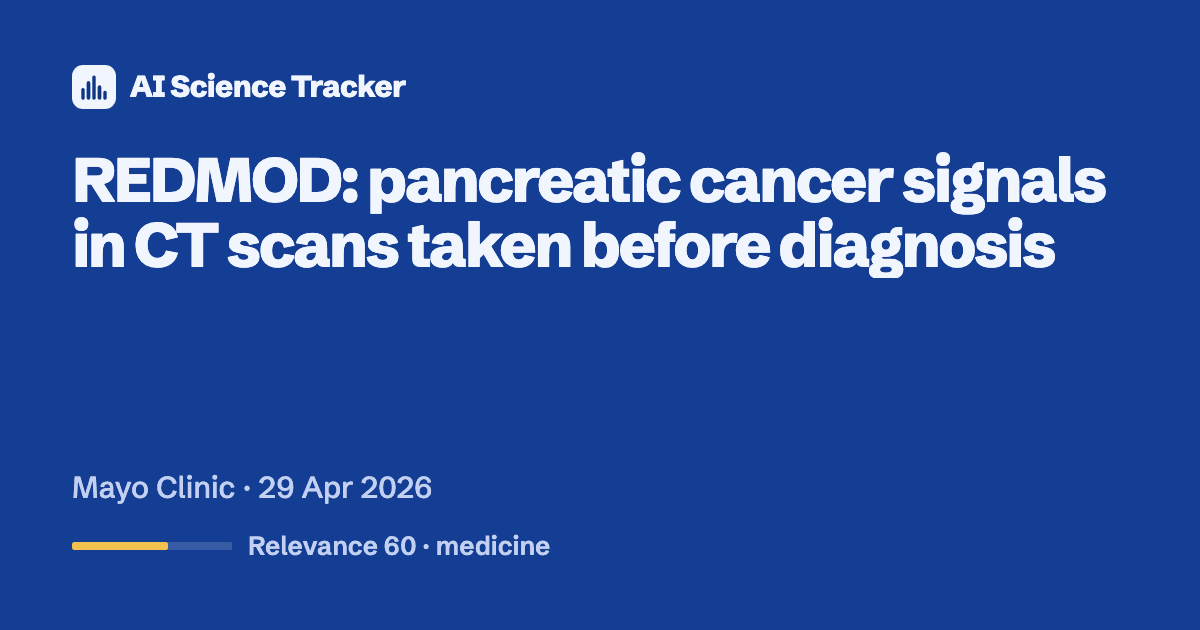 AI Science Tracker
REDMOD: pancreatic cancer signals
in CT scans taken before diagnosis
Mayo Clinic · 29 Apr 2026
Relevance 60 · medicine